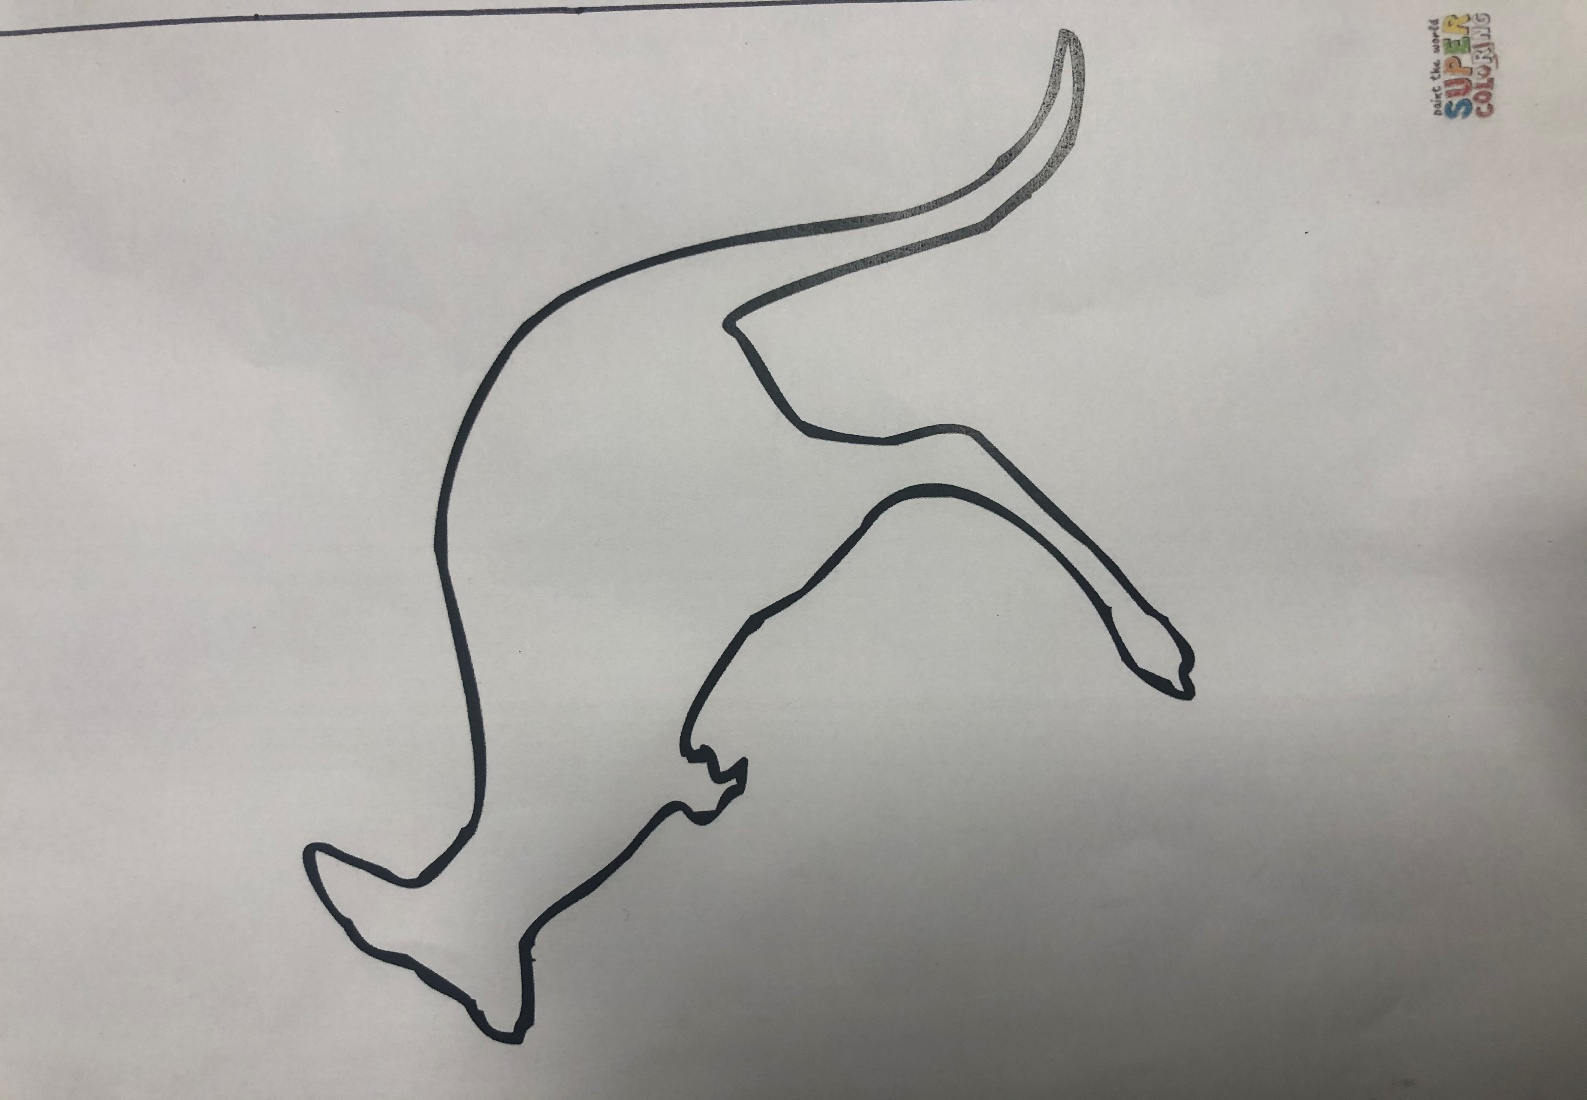 paint the world
SUPER
COLORING